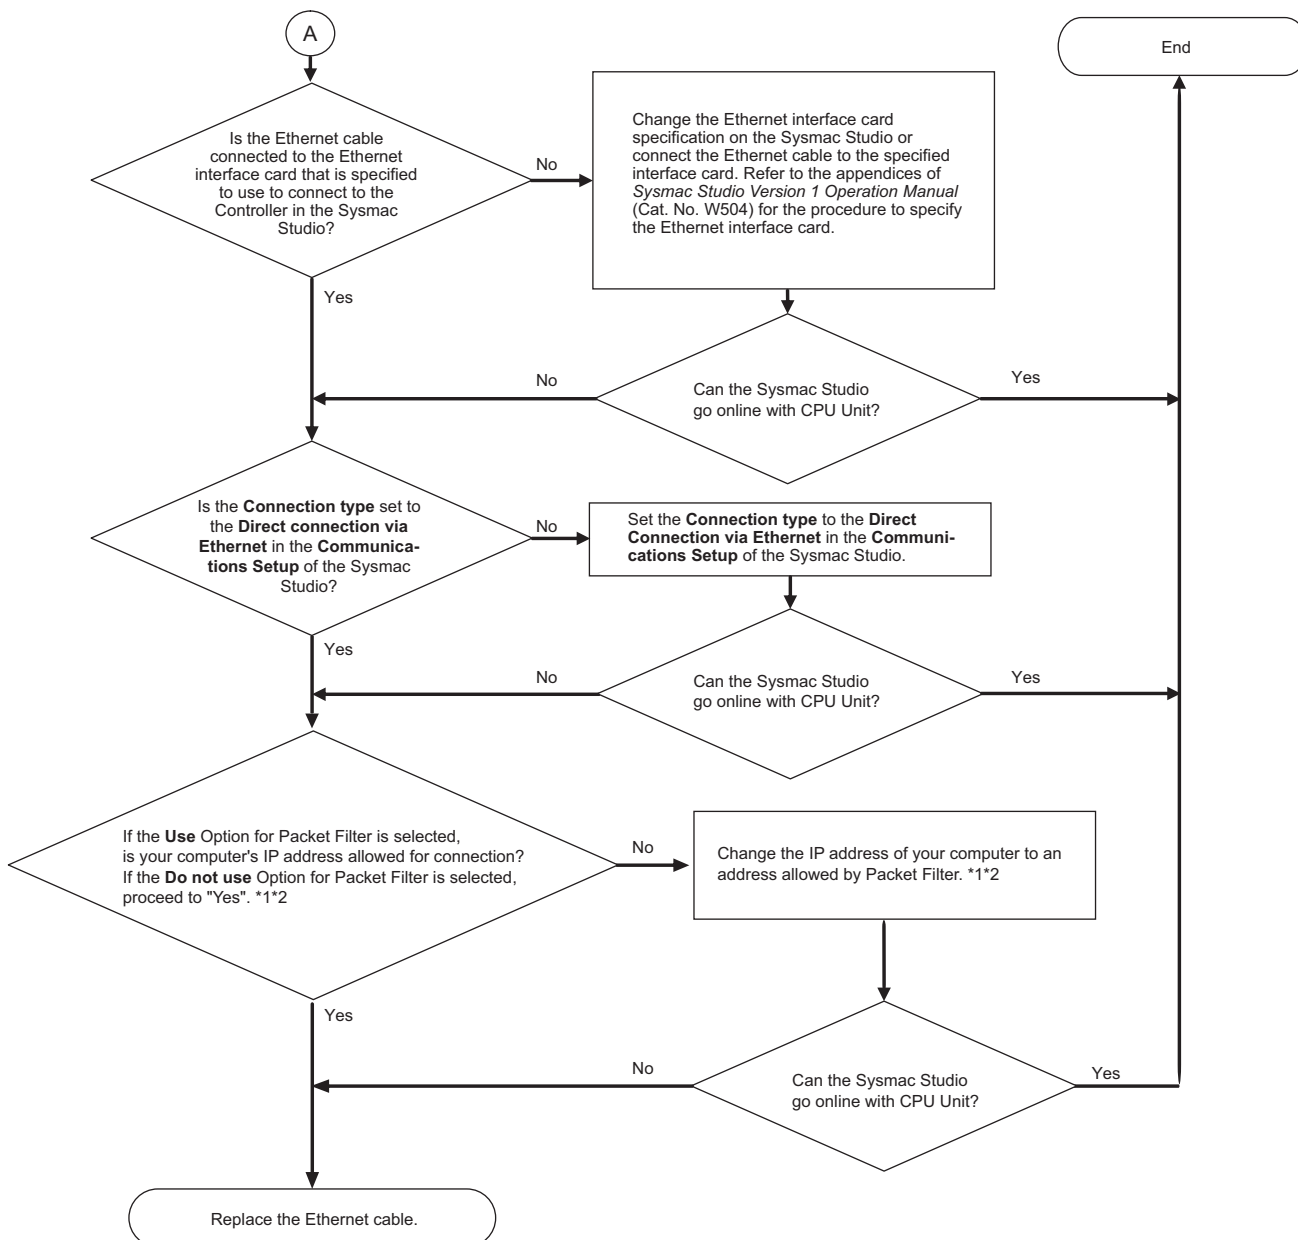 A
End
Is the Ethernet cable
connected to the Ethernet
interface card that is specified
to use to connect to the
Controller in the Sysmac
Studio?
No
Change the Ethernet interface card
specification on the Sysmac Studio or
connect the Ethernet cable to the specified
interface card. Refer to the appendices of
Sysmac Studio Version 1 Operation Manual
(Cat. No. W504) for the procedure to specify
the Ethernet interface card.
Yes
No
Can the Sysmac Studio
go online with CPU Unit?
Yes
Is the Connection type set to
the Direct connection via
Ethernet in the Communica-
tions Setup of the Sysmac
Studio?
No
Set the Connection type to the Direct
Connection via Ethernet in the Communi-
cations Setup of the Sysmac Studio.
Yes
No
Can the Sysmac Studio
go online with CPU Unit?
Yes
If the Use Option for Packet Filter is selected,
is your computer's IP address allowed for connection?
If the Do not use Option for Packet Filter is selected,
proceed to "Yes". *1*2
No
Change the IP address of your computer to an
address allowed by Packet Filter. *1*2
Yes
No
Can the Sysmac Studio
go online with CPU Unit?
Yes
Replace the Ethernet cable.